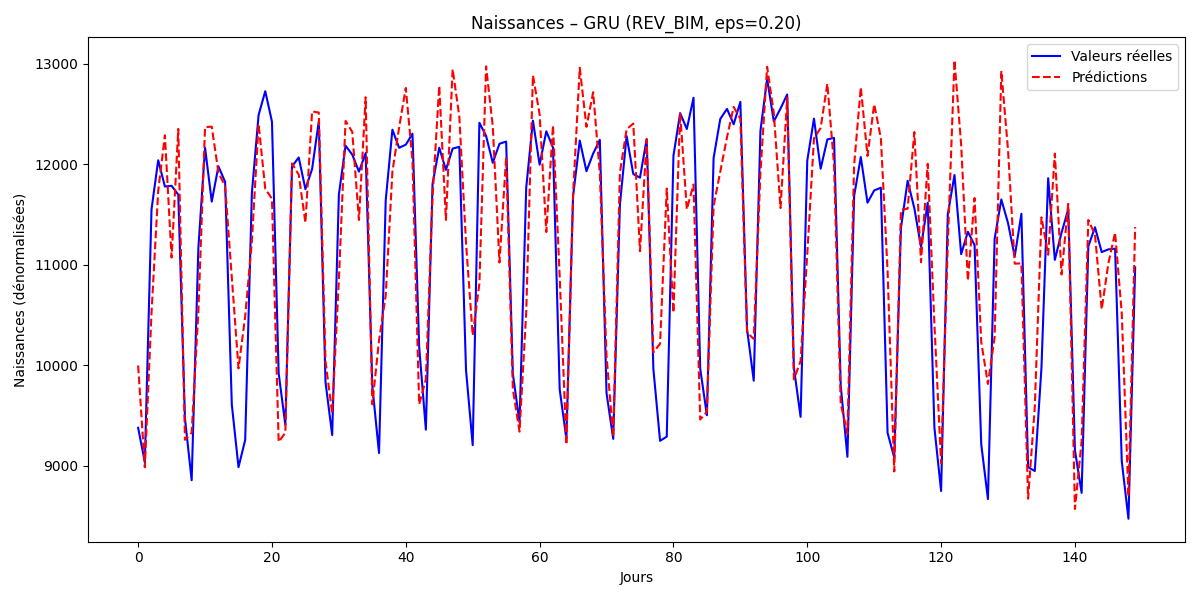 Naissances – GRU (REV_BIM, eps=0.20)
Valeurs réelles
Prédictions
Naissances (dénormalisées)
13000
12000
11000
10000
9000
0 20 40 60 80 100 120 140
Jours